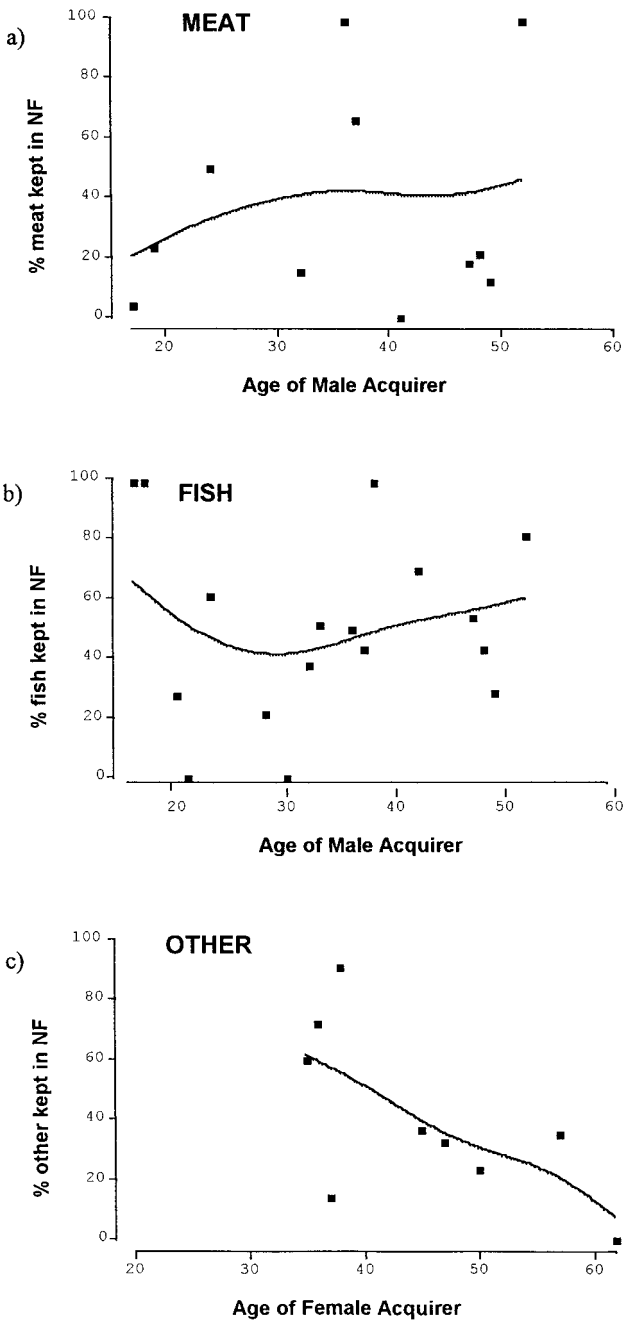 a)
MEAT
% meat kept in NF
100
80
60
40
20
0
20 30 40 50 60
Age of Male Acquirer
b)
FISH
% fish kept in NF
100
80
60
40
20
0
20 30 40 50 60
Age of Male Acquirer
c)
OTHER
% other kept in NF
100
80
60
40
20
0
20 30 40 50 60
Age of Female Acquirer